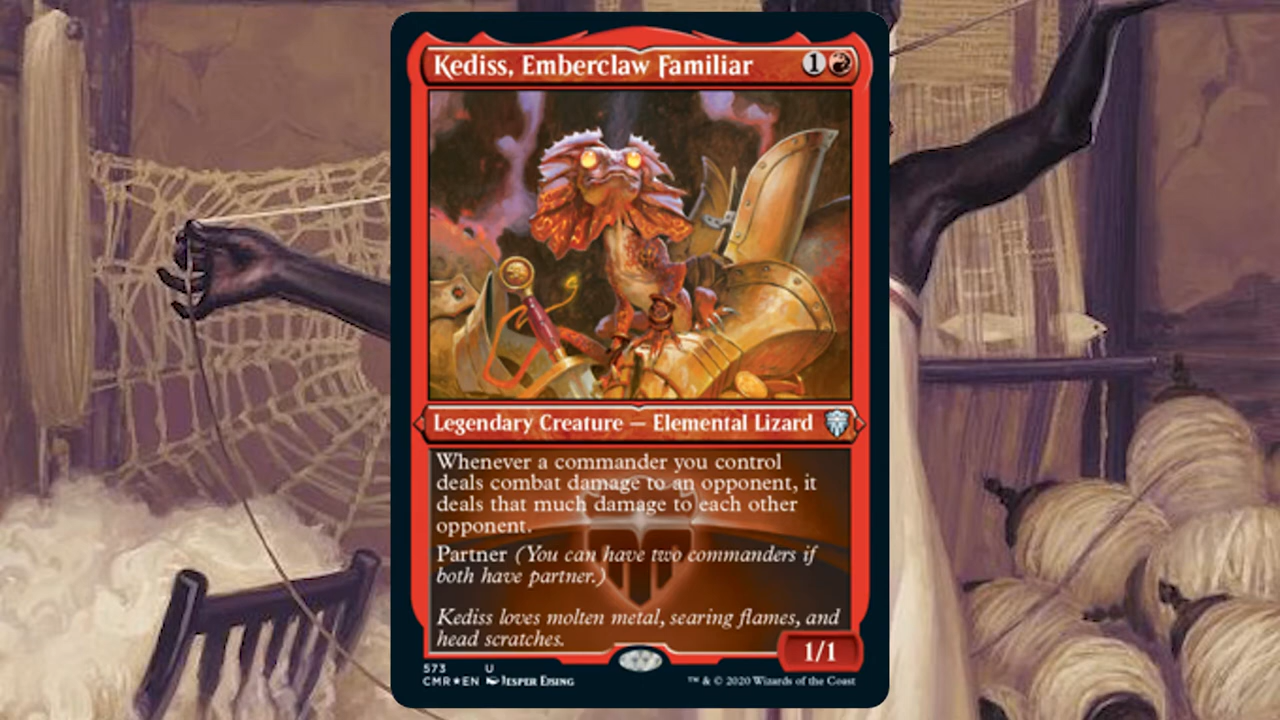 Kediss, Emberclaw Familiar 1
Legendary Creature — Elemental Lizard
Whenever a commander you control
deals combat damage to an opponent, it
deals that much damage to each other
opponent.
Partner (You can have two commanders if
both have partner.)
Kediss loves molten metal, searing flames, and
head scratches.
1/1
573 U
CMR★EN JESPER EJSING ™ & © 2020 Wizards of the Coast